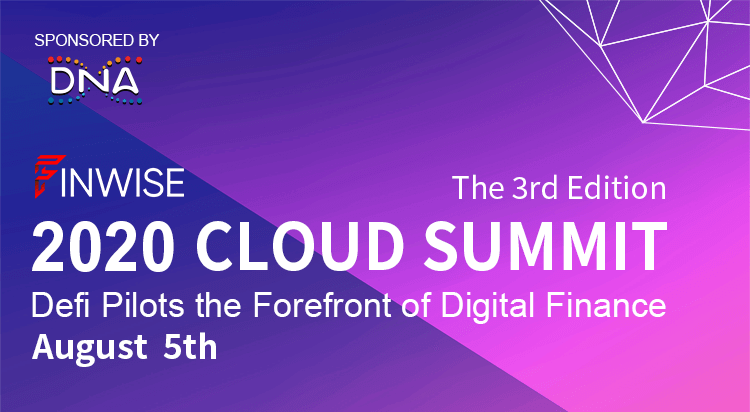 SPONSORED BY
DNA
FINWISE
The 3rd Edition
2020 CLOUD SUMMIT
Defi Pilots the Forefront of Digital Finance
August 5th